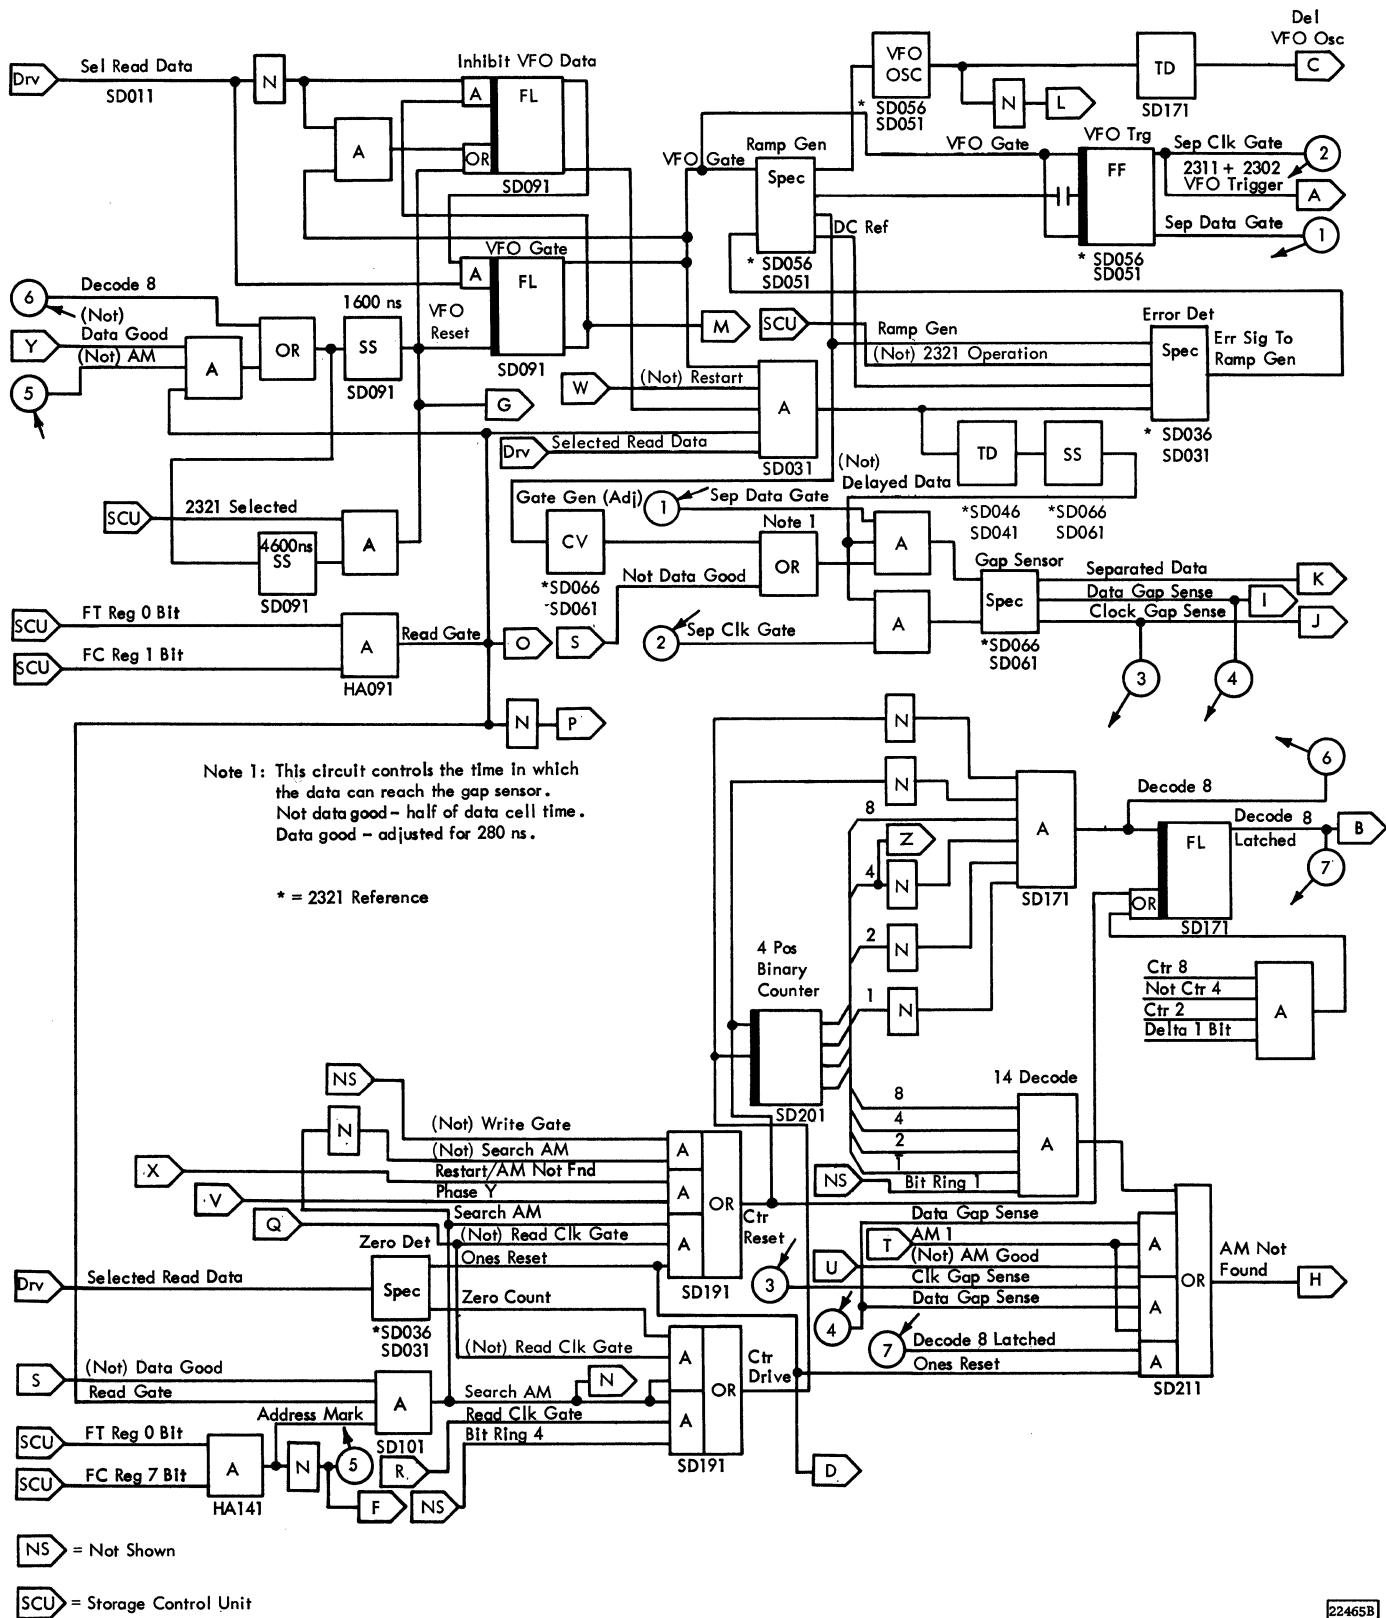 Del
VFO Osc
C
Drv
Sel Read Data
SD011
N
Inhibit VFO Data
A
FL
OR
SD091
A
VFO
OSC
* SD056
SD051
TD
SD171
N
L
VFO Gate
Ramp Gen
Spec
* SD056
SD051
VFO Gate
VFO Trg
FF
* SD056
SD051
Sep Clk Gate
2
2311 + 2302
VFO Trigger
A
Sep Data Gate
1
DC Ref
VFO Gate
A
FL
SD091
6
Decode 8
(Not)
Y
Data Good
(Not) AM
5
A
OR
1600 ns
SS
SD091
VFO
Reset
M
G
SCU
Ramp Gen
(Not) 2321 Operation
Error Det
Spec
* SD036
SD031
Err Sig To
Ramp Gen
W
(Not) Restart
A
SD031
Drv
Selected Read Data
TD
*SD046
SD041
SS
*SD066
SD061
(Not)
Delayed Data
SCU
2321 Selected
4600ns
SS
SD091
A
Gate Gen (Adj)
CV
*SD066
-SD061
1
Sep Data Gate
Note 1
OR
Not Data Good
A
A
Gap Sensor
Spec
*SD066
SD061
Separated Data
K
Data Gap Sense
I
Clock Gap Sense
J
3
4
SCU
FT Reg 0 Bit
SCU
FC Reg 1 Bit
A
HA091
Read Gate
O
S
2
Sep Clk Gate
N
P
Note 1: This circuit controls the time in which
the data can reach the gap sensor.
Not data good - half of data cell time.
Data good - adjusted for 280 ns.
* = 2321 Reference
N
N
8
Z
4
N
2
N
1
N
A
SD171
6
Decode 8
FL
OR
SD171
Decode 8
Latched
B
7
4 Pos
Binary
Counter
SD201
Ctr 8
Not Ctr 4
Ctr 2
Delta 1 Bit
A
14 Decode
8
4
2
1
NS
Bit Ring 1
A
NS
N
(Not) Write Gate
(Not) Search AM
X
Restart/AM Not Fnd
V
Phase Y
Q
Search AM
(Not) Read Clk Gate
Ones Reset
A
A
A
OR
SD191
Ctr
Reset
Data Gap Sense
T
AM 1
U
(Not) AM Good
3
Clk Gap Sense
4
Data Gap Sense
7
Decode 8 Latched
Ones Reset
A
A
A
OR
SD211
AM Not
Found
H
Drv
Selected Read Data
Zero Det
Spec
*SD036
SD031
Zero Count
(Not) Read Clk Gate
A
OR
A
SD191
Ctr
Drive
S
(Not) Data Good
Read Gate
A
SD101
Search AM
N
Read Clk Gate
Bit Ring 4
R
NS
D
SCU
FT Reg 0 Bit
SCU
FC Reg 7 Bit
A
HA141
Address Mark
N
5
F
NS = Not Shown
SCU = Storage Control Unit
22465B